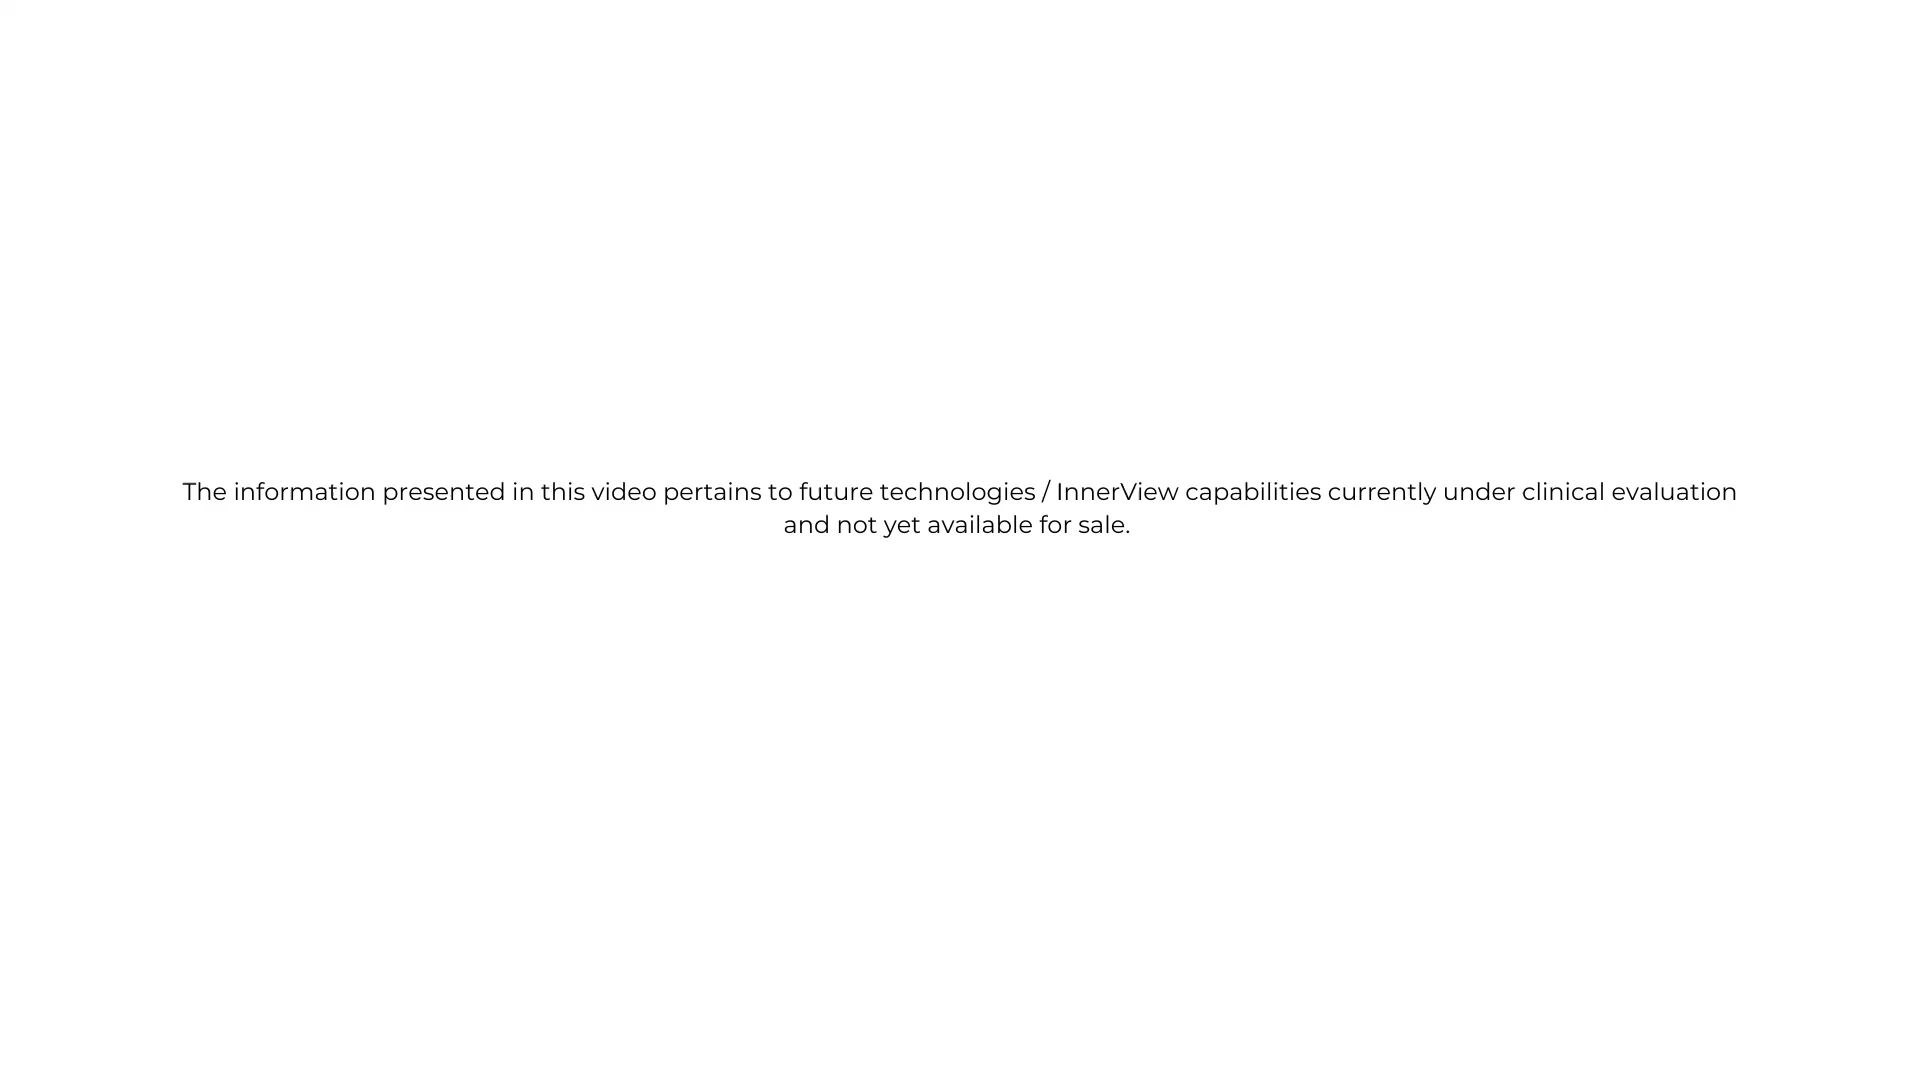 The information presented in this video pertains to future technologies / InnerView capabilities currently under clinical evaluation
and not yet available for sale.